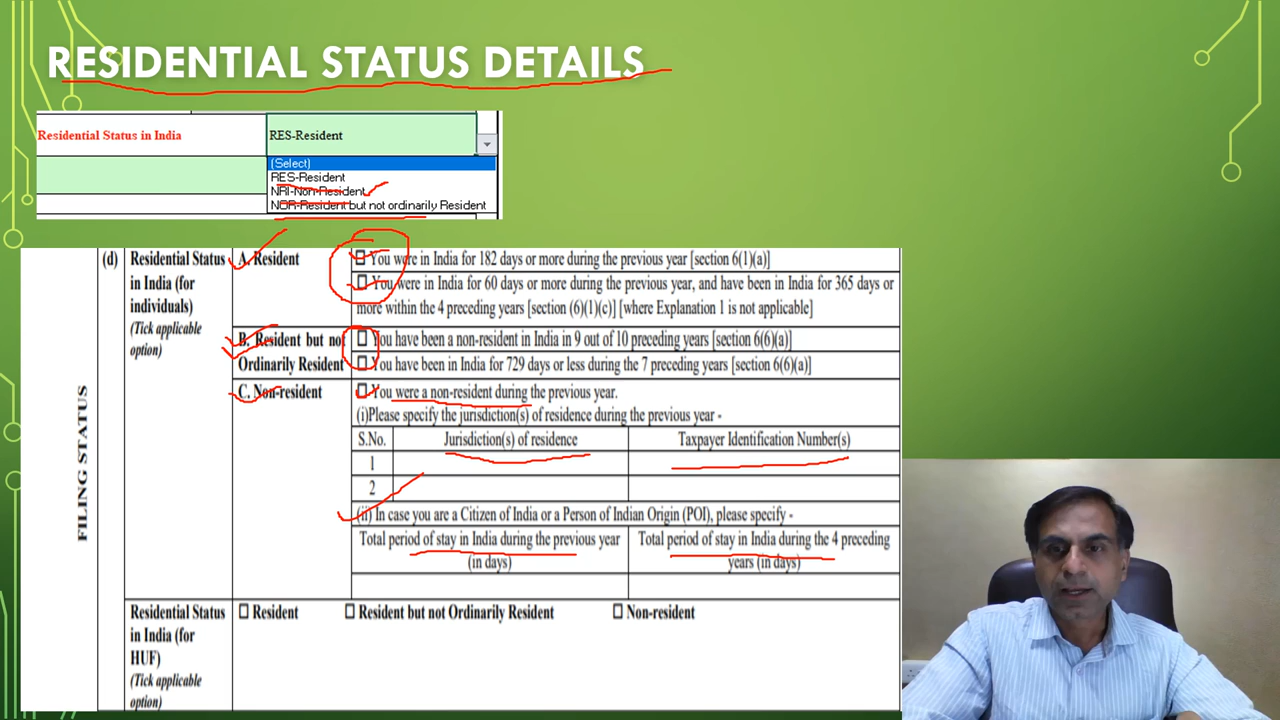 RESIDENTIAL STATUS DETAILS
Residential Status in India
RES-Resident
(Select)
RES-Resident
NRI-Non-Resident
NOR-Resident but not ordinarily Resident
FILING STATUS
(d)
Residential Status
in India (for
individuals)
(Tick applicable
option)
A. Resident
You were in India for 182 days or more during the previous year [section 6(1)(a)]
You were in India for 60 days or more during the previous year, and have been in India for 365 days or
more within the 4 preceding years [section (6)(1)(c)] [where Explanation 1 is not applicable]
B. Resident but not
Ordinarily Resident
You have been a non-resident in India in 9 out of 10 preceding years [section 6(6)(a)]
You have been in India for 729 days or less during the 7 preceding years [section 6(6)(a)]
C. Non-resident
You were a non-resident during the previous year.
(i)Please specify the jurisdiction(s) of residence during the previous year -
S.No. Jurisdiction(s) of residence Taxpayer Identification Number(s)
1
2
(ii) In case you are a Citizen of India or a Person of Indian Origin (POI), please specify -
Total period of stay in India during the previous year
(in days)
Total period of stay in India during the 4 preceding
years (in days)
Residential Status
in India (for
HUF)
(Tick applicable
option)
Resident Resident but not Ordinarily Resident Non-resident